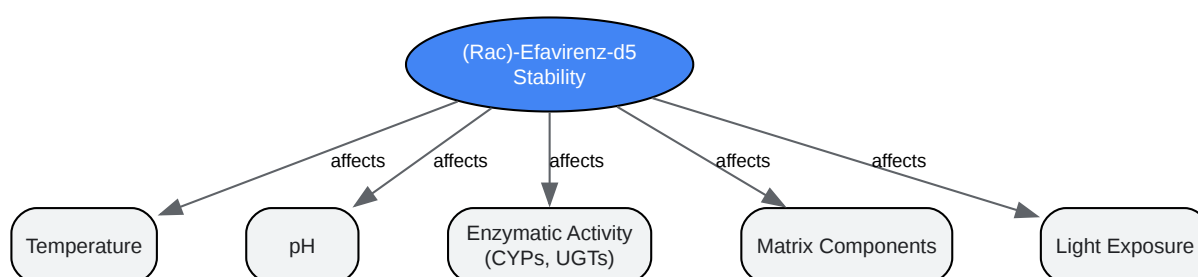 (Rac)-Efavirenz-d5
Stability
affects
affects
affects
affects
affects
Temperature
pH
Enzymatic Activity
(CYPs, UGTs)
Matrix Components
Light Exposure